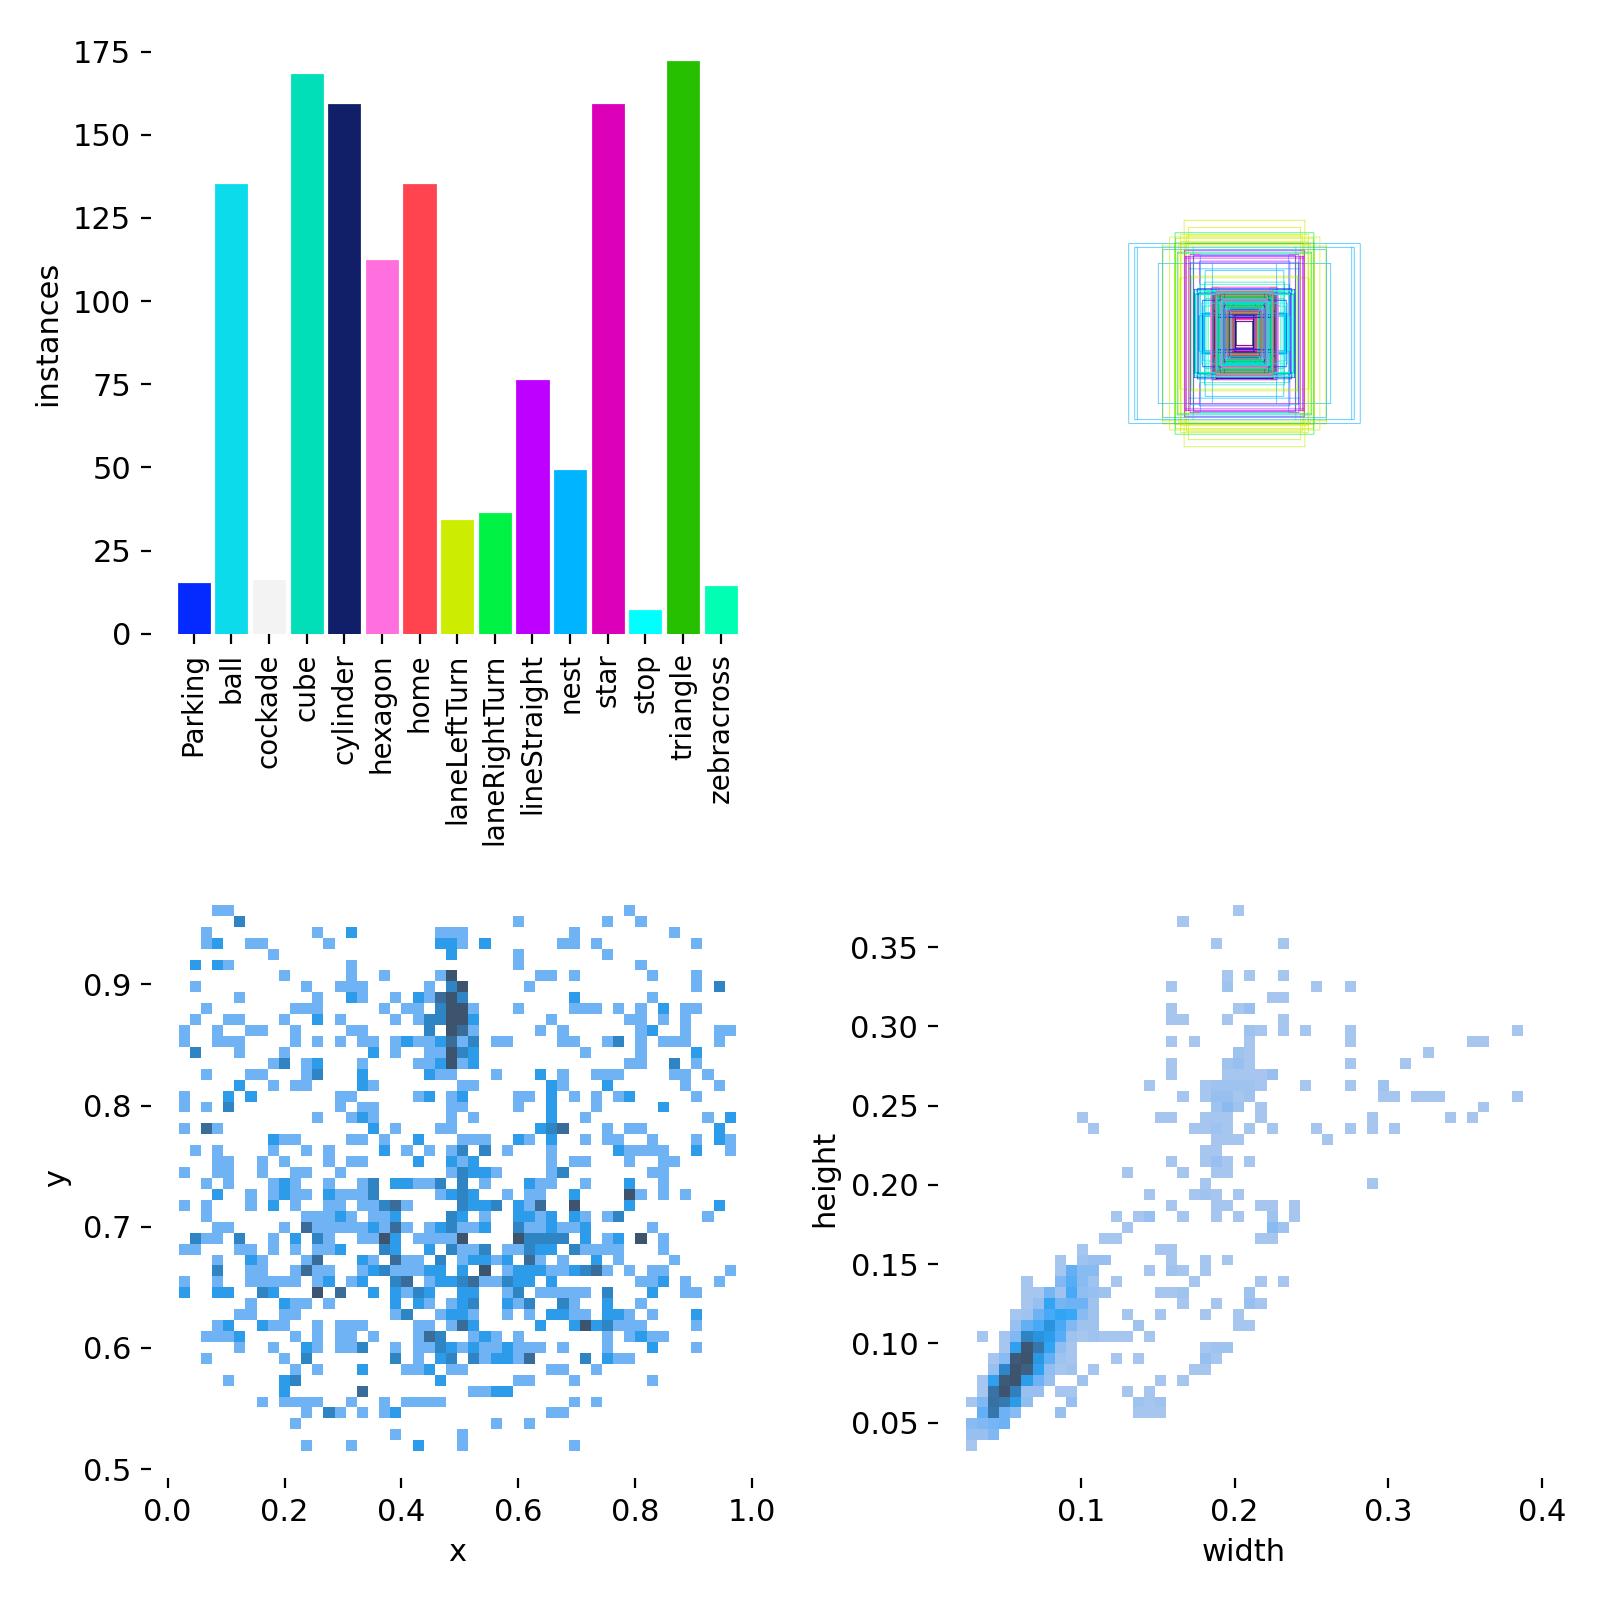 175
150
125
100
75
50
25
0
instances
Parking
ball
cockade
cube
cylinder
hexagon
home
laneLeftTurn
laneRightTurn
lineStraight
nest
star
stop
triangle
zebracross
0.9
0.8
0.7
0.6
0.5
y
0.0 0.2 0.4 0.6 0.8 1.0
x
0.35
0.30
0.25
0.20
0.15
0.10
0.05
height
0.1 0.2 0.3 0.4
width